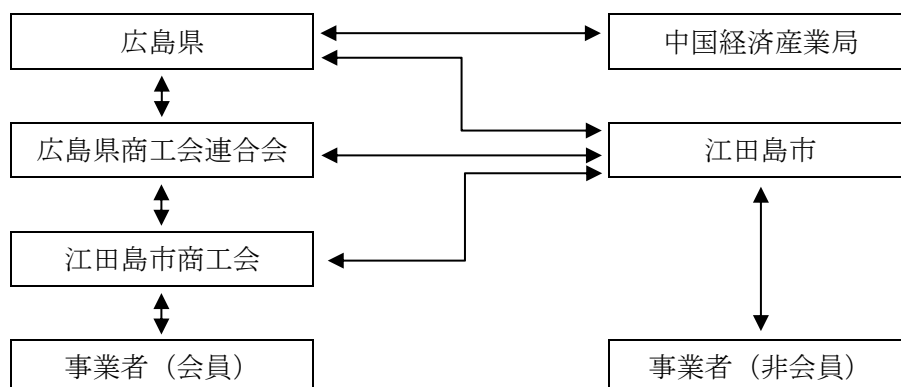 広島県
中国経済産業局
広島県商工会連合会
江田島市
江田島市商工会
事業者（会員）
事業者（非会員）